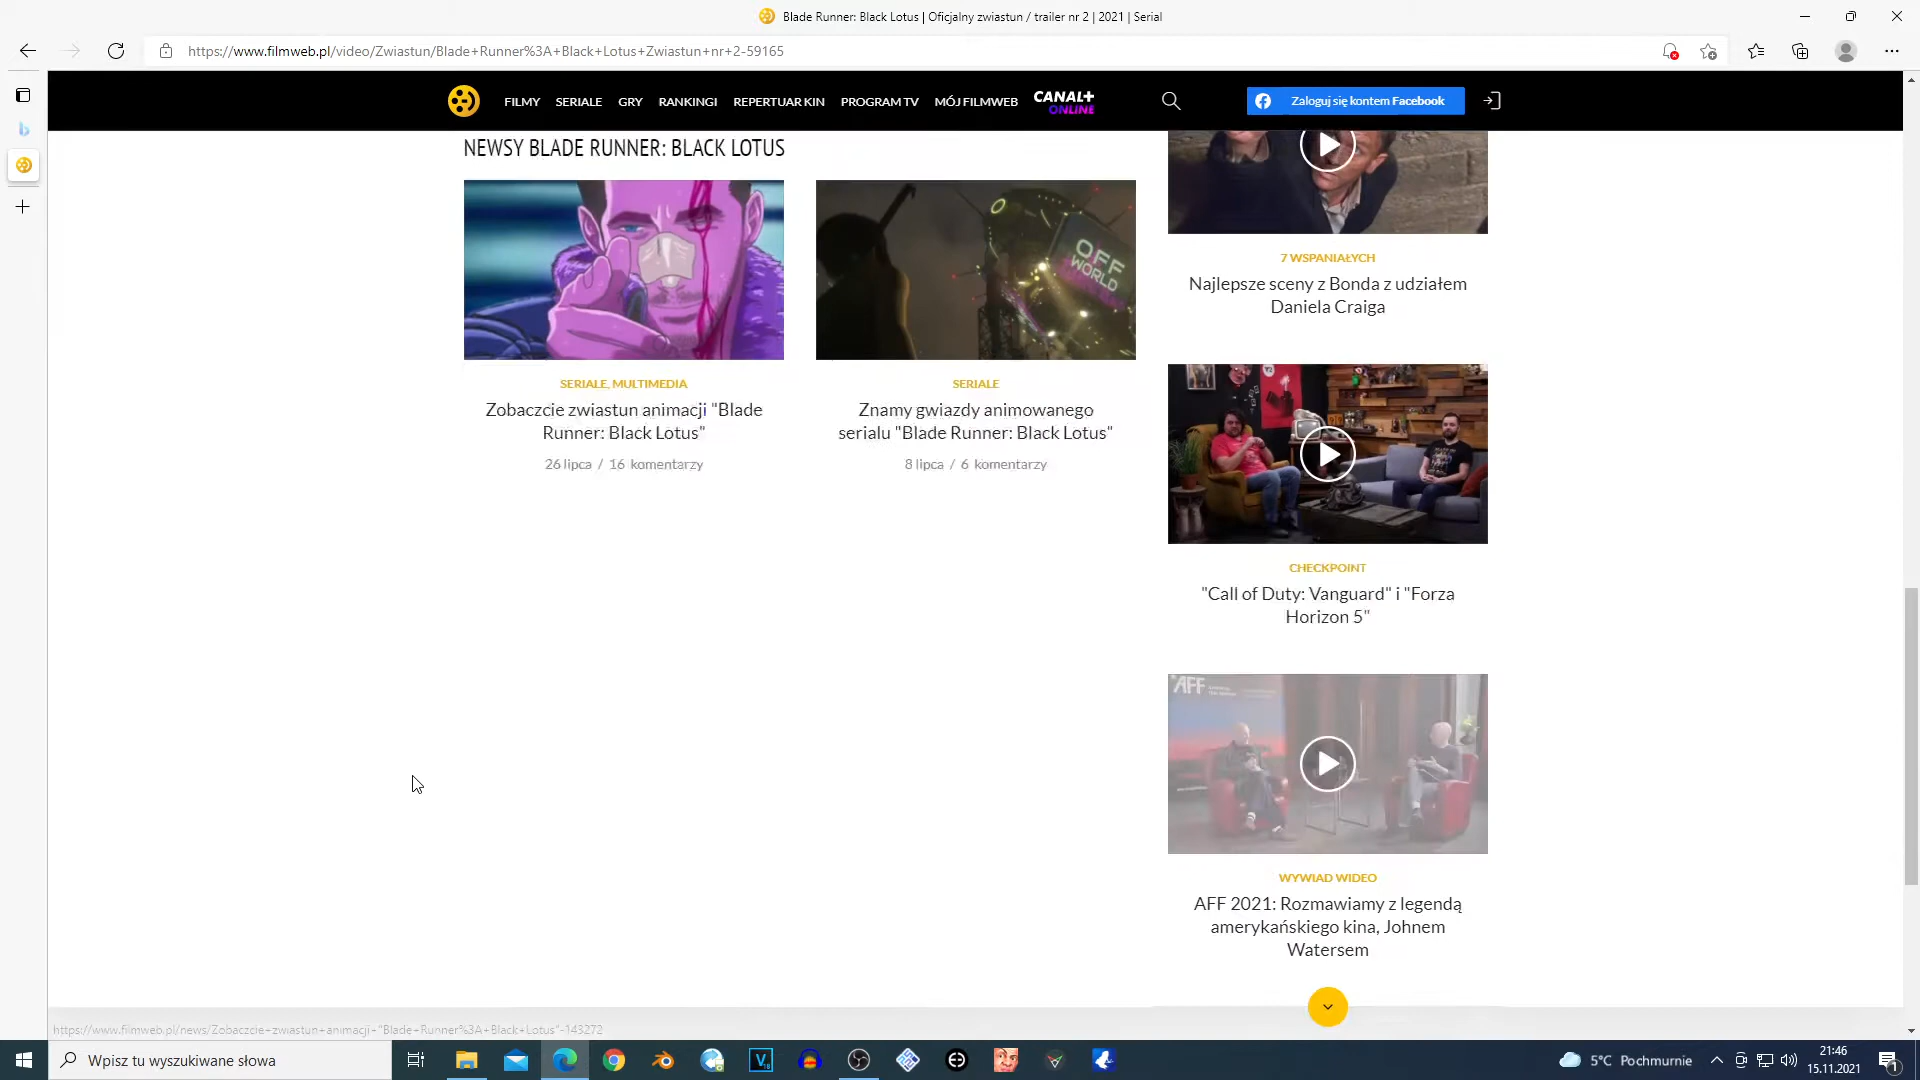 Blade Runner: Black Lotus | Oficjalny zwiastun / trailer nr 2 | 2021 | Serial
https://www.filmweb.pl/video/Zwiastun/Blade+Runner%3A+Black+Lotus+Zwiastun+nr+2-59165
FILMY SERIALE GRY RANKINGI REPERTUAR KIN PROGRAM TV MÓJ FILMWEB CANAL+ ONLINE
Zaloguj się kontem Facebook
NEWSY BLADE RUNNER: BLACK LOTUS
OFF
WORLD
SERIALE, MULTIMEDIA
Zobaczcie zwiastun animacji "Blade
Runner: Black Lotus"
26 lipca / 16 komentarzy
SERIALE
Znamy gwiazdy animowanego
serialu "Blade Runner: Black Lotus"
8 lipca / 6 komentarzy
7 WSPANIAŁYCH
Najlepsze sceny z Bonda z udziałem
Daniela Craiga
CHECKPOINT
"Call of Duty: Vanguard" i "Forza
Horizon 5"
AFF
WYWIAD WIDEO
AFF 2021: Rozmawiamy z legendą
amerykańskiego kina, Johnem
Watersem
https://www.filmweb.pl/news/Zobaczcie+zwiastun+animacji+"Blade+Runner%3A+Black+Lotus"-143272
Wpisz tu wyszukiwane słowa
5°C Pochmurnie
21:46
15.11.2021
1